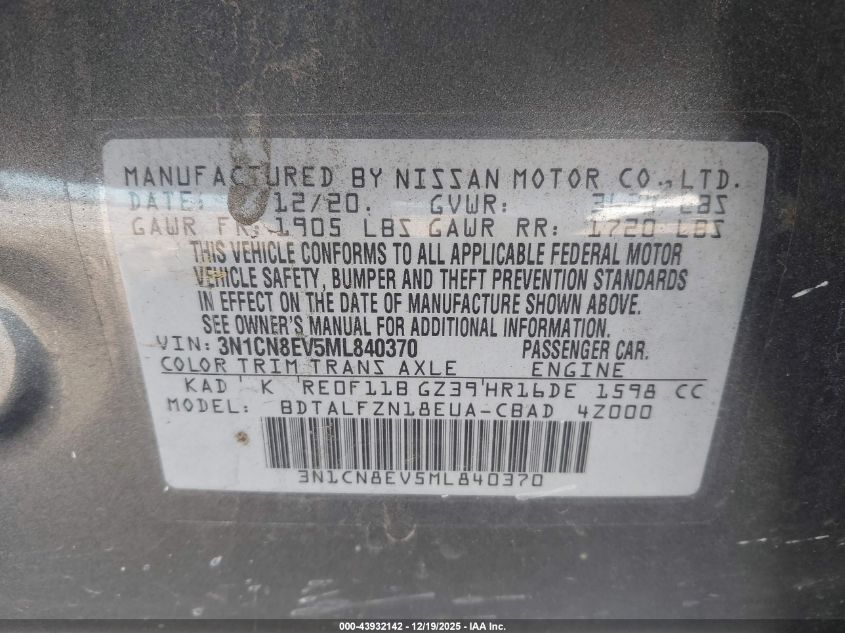 MANUFACTURED BY NISSAN MOTOR CO., LTD.
DATE: 12/20. GVWR: LBS
GAWR FR: 1905 LBS GAWR RR: 1720 LBS
THIS VEHICLE CONFORMS TO ALL APPLICABLE FEDERAL MOTOR
VEHICLE SAFETY, BUMPER AND THEFT PREVENTION STANDARDS
IN EFFECT ON THE DATE OF MANUFACTURE SHOWN ABOVE.
SEE OWNER'S MANUAL FOR ADDITIONAL INFORMATION.
VIN: 3N1CN8EV5ML840370 PASSENGER CAR.
COLOR TRIM TRANS AXLE ENGINE
KAD K RE0F11B GZ39 HR16DE 1598 CC
MODEL: BDTALFZN18EUA-CBAD 4Z000
3N1CN8EV5ML840370
000-43932142 - 12/19/2025 - IAA Inc.